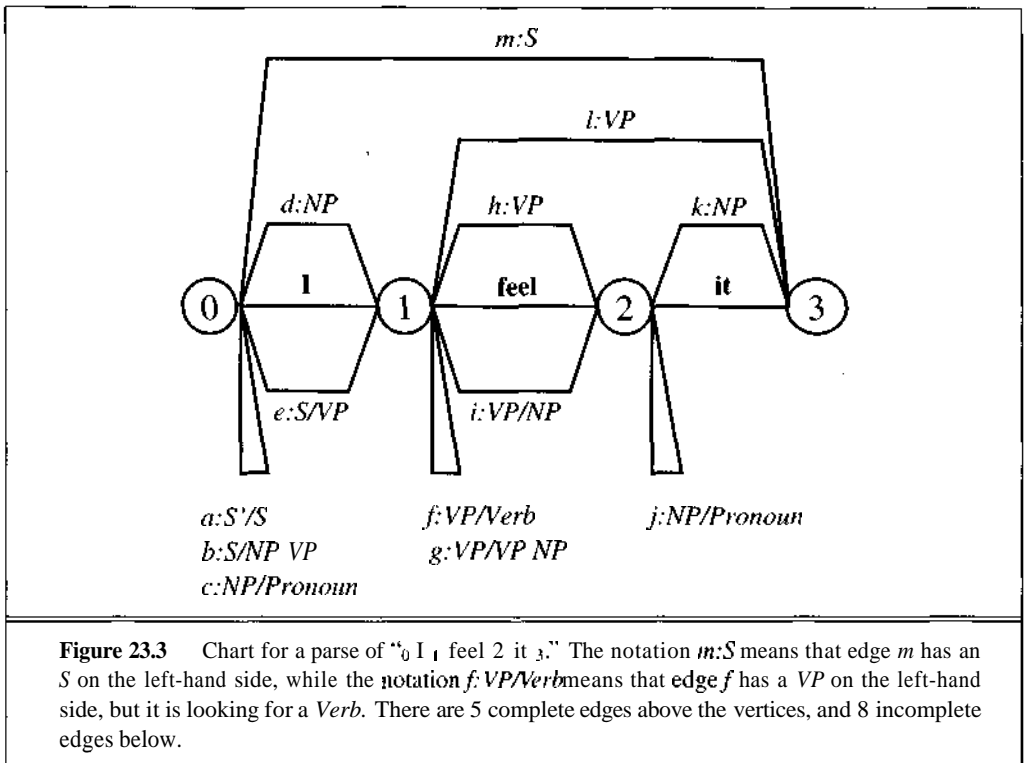 m:S
l:VP
d:NP
h:VP
k:NP
I
feel
it
0
1
2
3
e:S/VP
i:VP/NP
a:S'/S
f:VP/Verb
j:NP/Pronoun
b:S/NP VP
g:VP/VP NP
c:NP/Pronoun
Figure 23.3 Chart for a parse of "0 I 1 feel 2 it 3." The notation m:S means that edge m has an
S on the left-hand side, while the notation f: VP/Verb means that edge f has a VP on the left-hand
side, but it is looking for a Verb. There are 5 complete edges above the vertices, and 8 incomplete
edges below.